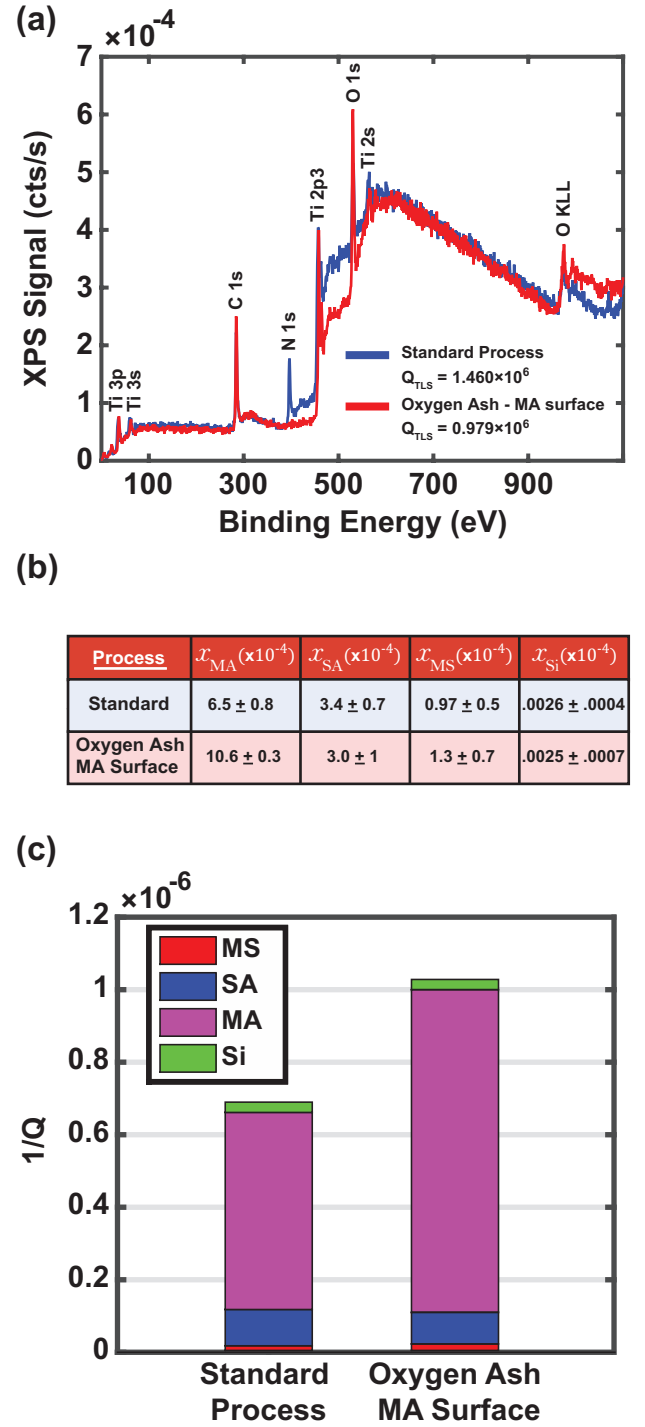 (a)
×10⁻⁴
7
6
5
4
3
2
1
0
XPS Signal (cts/s)
Ti 3p
Ti 3s
C 1s
N 1s
Ti 2p3
O 1s
Ti 2s
O KLL
Standard Process
Q_TLS = 1.460×10⁶
Oxygen Ash - MA surface
Q_TLS = 0.979×10⁶
100 300 500 700 900
Binding Energy (eV)
(b)
Process x_MA(x10⁻⁴) x_SA(x10⁻⁴) x_MS(x10⁻⁴) x_Si(x10⁻⁴)
Standard 6.5 ± 0.8 3.4 ± 0.7 0.97 ± 0.5 .0026 ± .0004
Oxygen Ash
MA Surface 10.6 ± 0.3 3.0 ± 1 1.3 ± 0.7 .0025 ± .0007
(c)
×10⁻⁶
1.2
1
0.8
0.6
0.4
0.2
0
1/Q
MS
SA
MA
Si
Standard
Process
Oxygen Ash
MA Surface